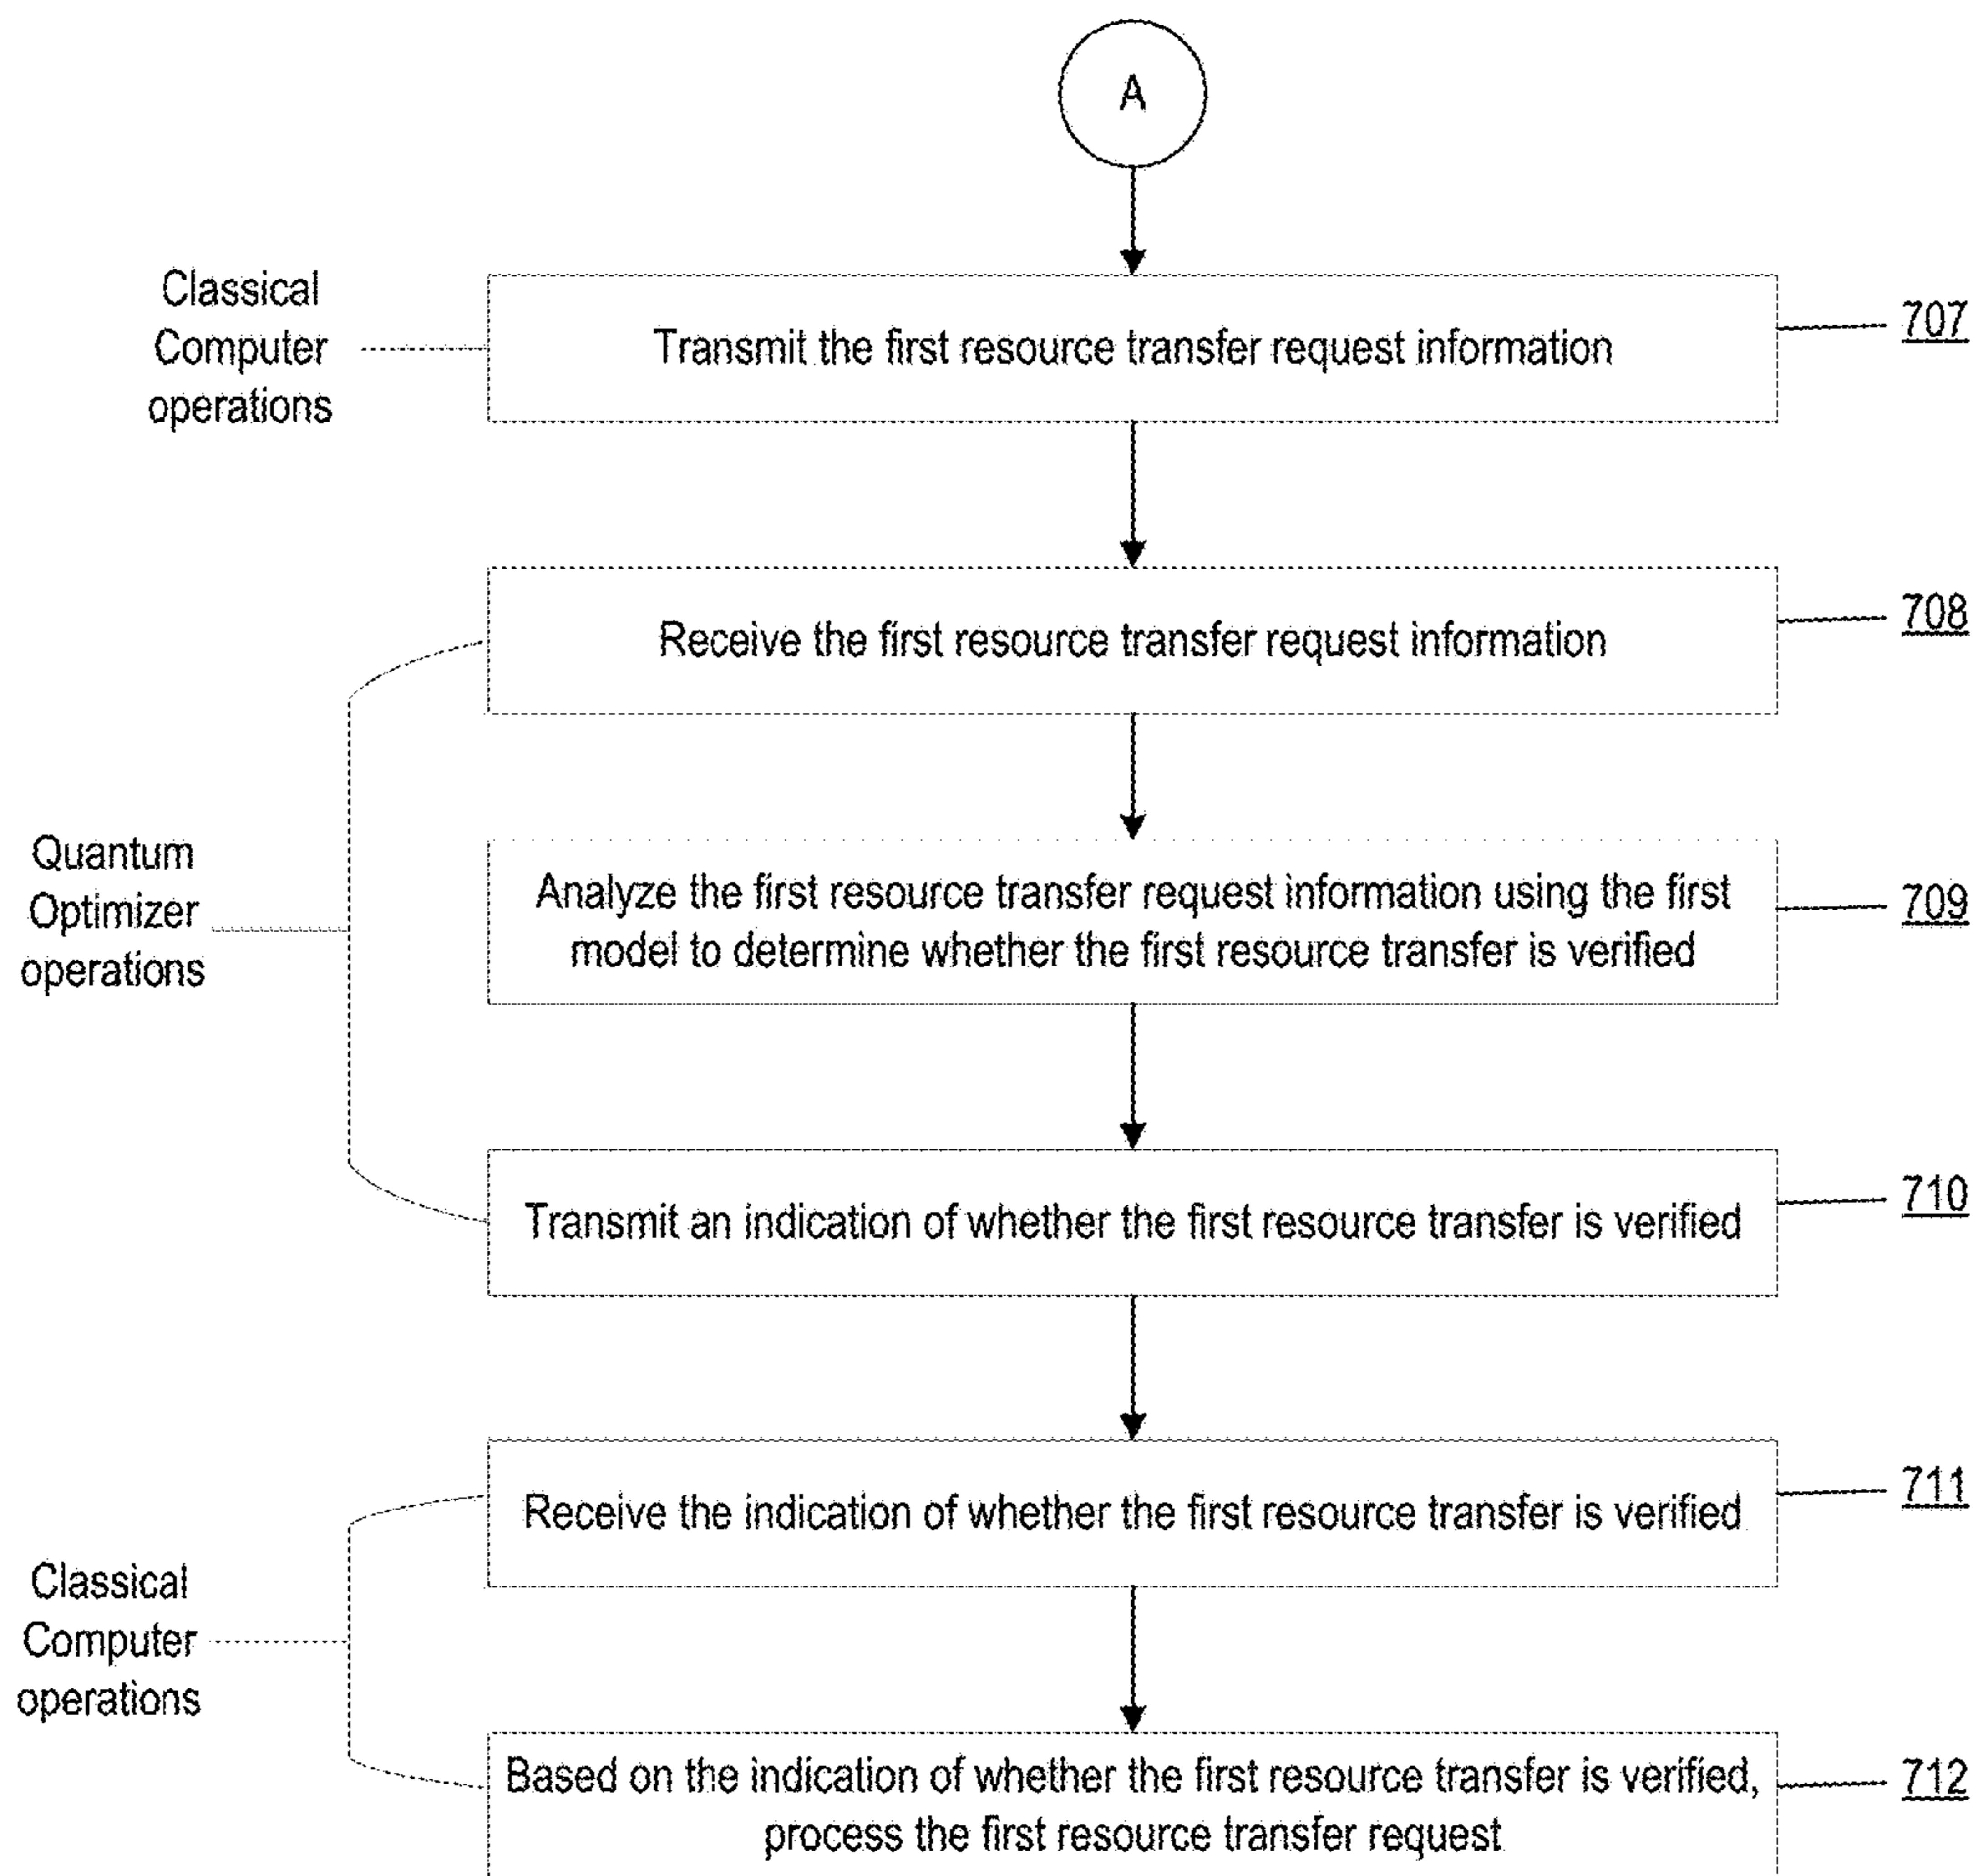 A
Classical
Computer
operations
Transmit the first resource transfer request information
707
Receive the first resource transfer request information
708
Quantum
Optimizer
operations
Analyze the first resource transfer request information using the first
model to determine whether the first resource transfer is verified
709
Transmit an indication of whether the first resource transfer is verified
710
Receive the indication of whether the first resource transfer is verified
711
Classical
Computer
operations
Based on the indication of whether the first resource transfer is verified,
process the first resource transfer request
712